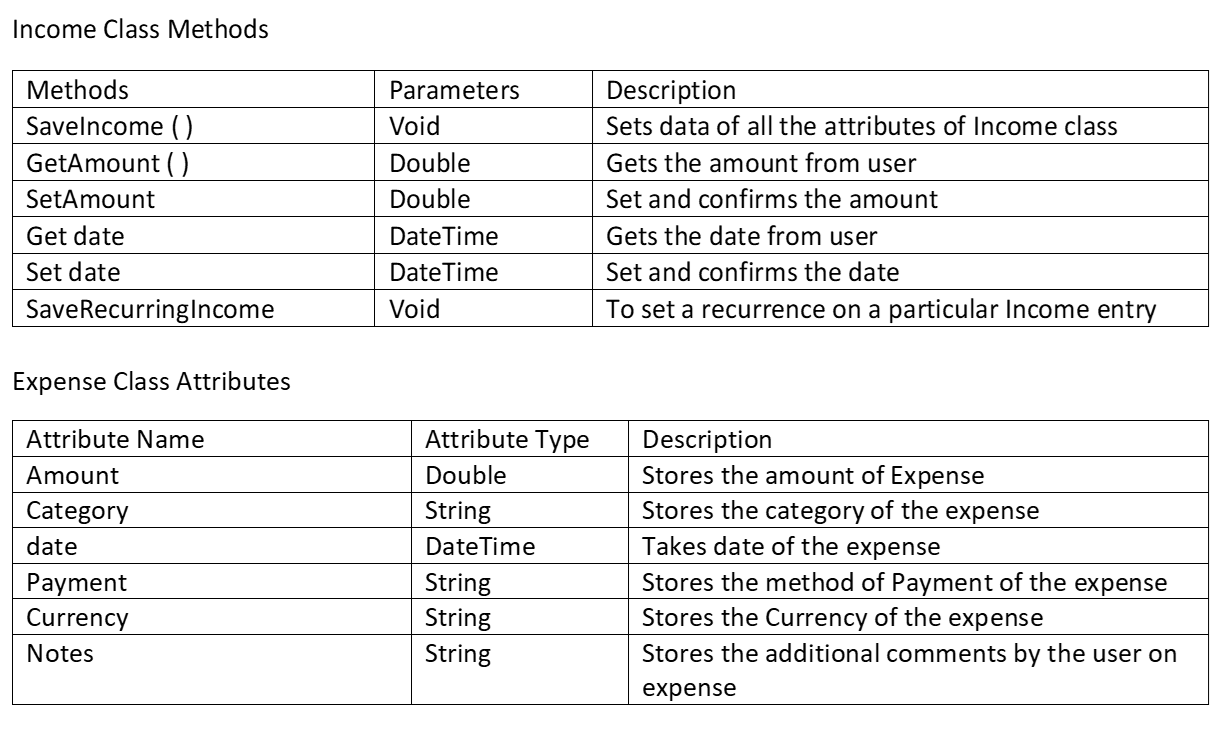 Income Class Methods
Methods Parameters Description
SaveIncome ( ) Void Sets data of all the attributes of Income class
GetAmount ( ) Double Gets the amount from user
SetAmount Double Set and confirms the amount
Get date DateTime Gets the date from user
Set date DateTime Set and confirms the date
SaveRecurringIncome Void To set a recurrence on a particular Income entry
Expense Class Attributes
Attribute Name Attribute Type Description
Amount Double Stores the amount of Expense
Category String Stores the category of the expense
date DateTime Takes date of the expense
Payment String Stores the method of Payment of the expense
Currency String Stores the Currency of the expense
Notes String Stores the additional comments by the user on
expense